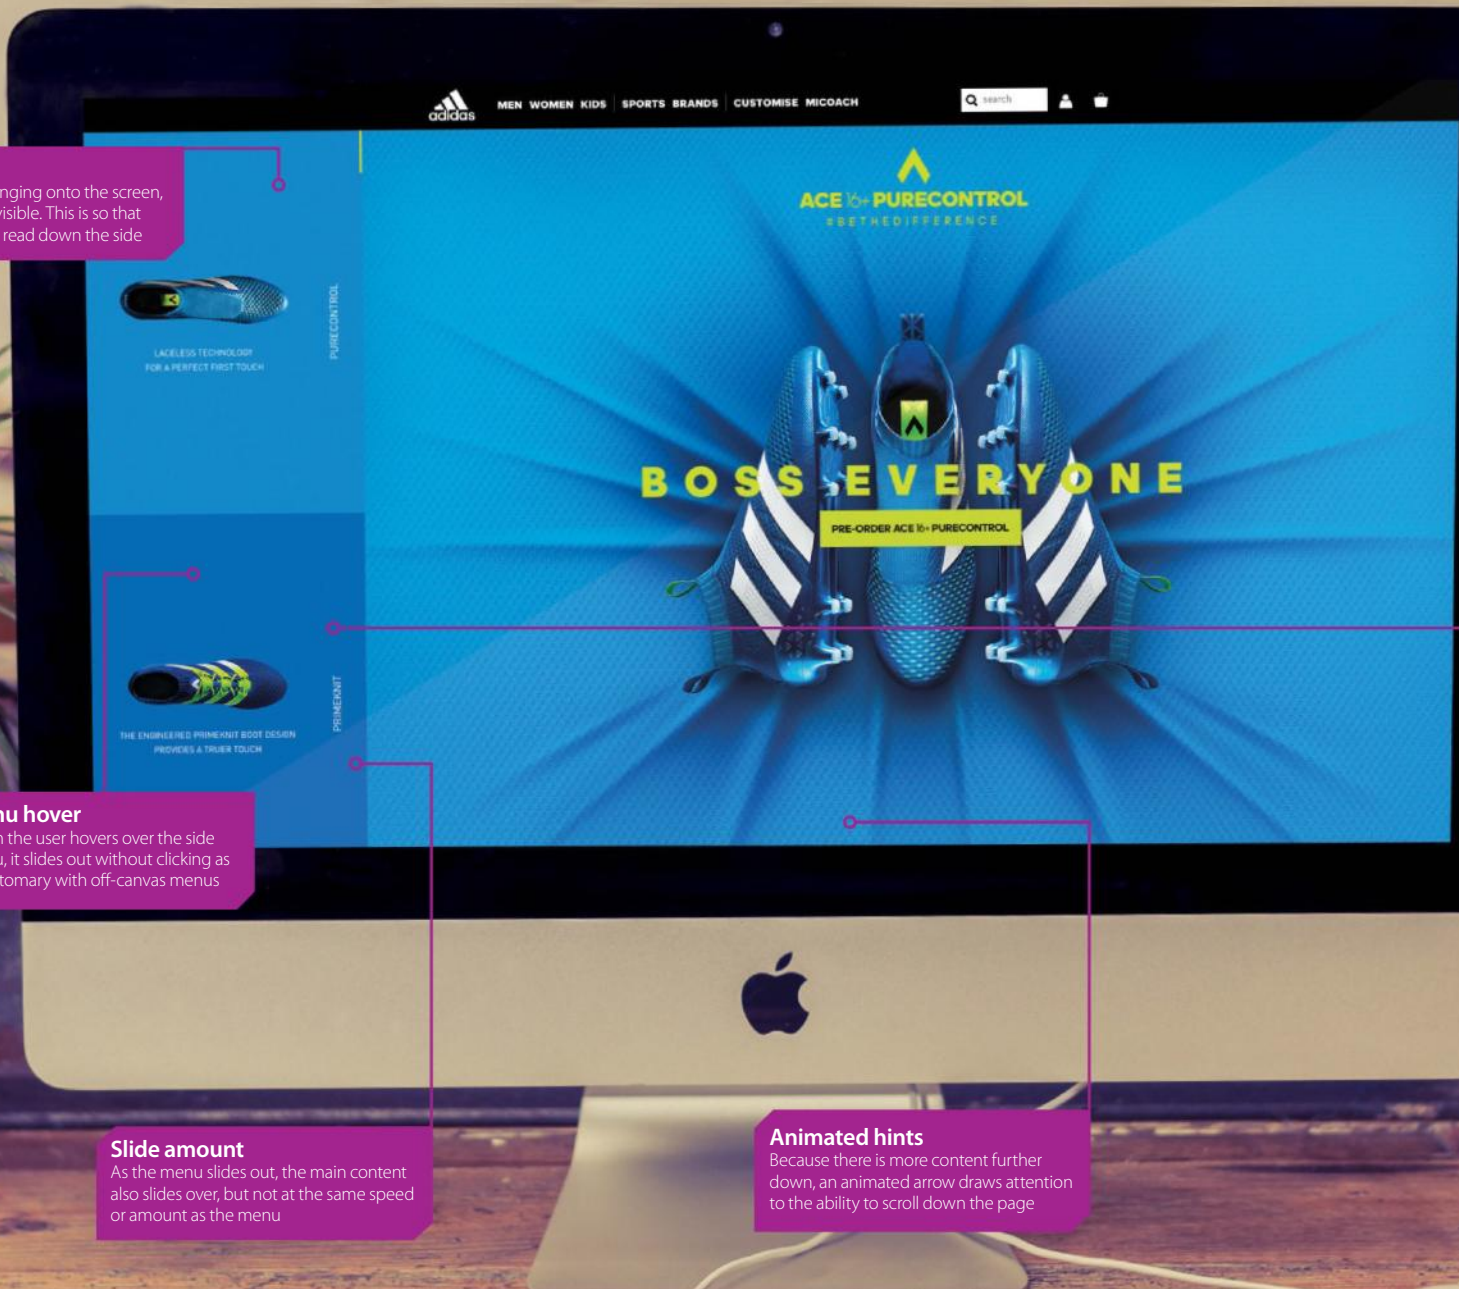 adidas
MEN WOMEN KIDS SPORTS BRANDS CUSTOMISE MICOACH
search
nging onto the screen,
isible. This is so that
read down the side
ACE 16+ PURECONTROL
#BETHEDIFFERENCE
PURECONTROL
LACELESS TECHNOLOGY
FOR A PERFECT FIRST TOUCH
BOSS EVERYONE
PRE-ORDER ACE 16+ PURECONTROL
PRIMEKNIT
THE ENGINEERED PRIMEKNIT BOOT DESIGN
PROVIDES A TRUER TOUCH
nu hover
n the user hovers over the side
u, it slides out without clicking as
tomary with off-canvas menus
Slide amount
As the menu slides out, the main content
also slides over, but not at the same speed
or amount as the menu
Animated hints
Because there is more content further
down, an animated arrow draws attention
to the ability to scroll down the page